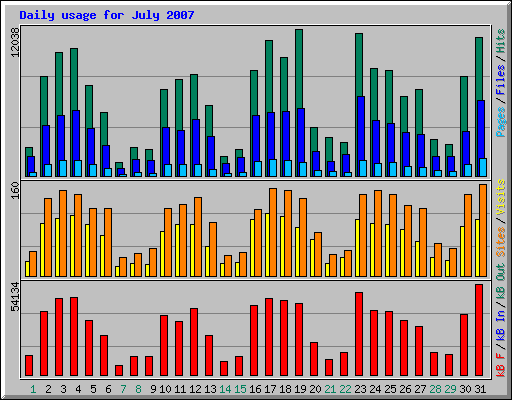 Daily usage for July 2007
12038
160
54134
Pages / Files / Hits
Sites / Visits
kB F / kB In / kB Out
1 2 3 4 5 6 7 8 9 10 11 12 13 14 15 16 17 18 19 20 21 22 23 24 25 26 27 28 29 30 31